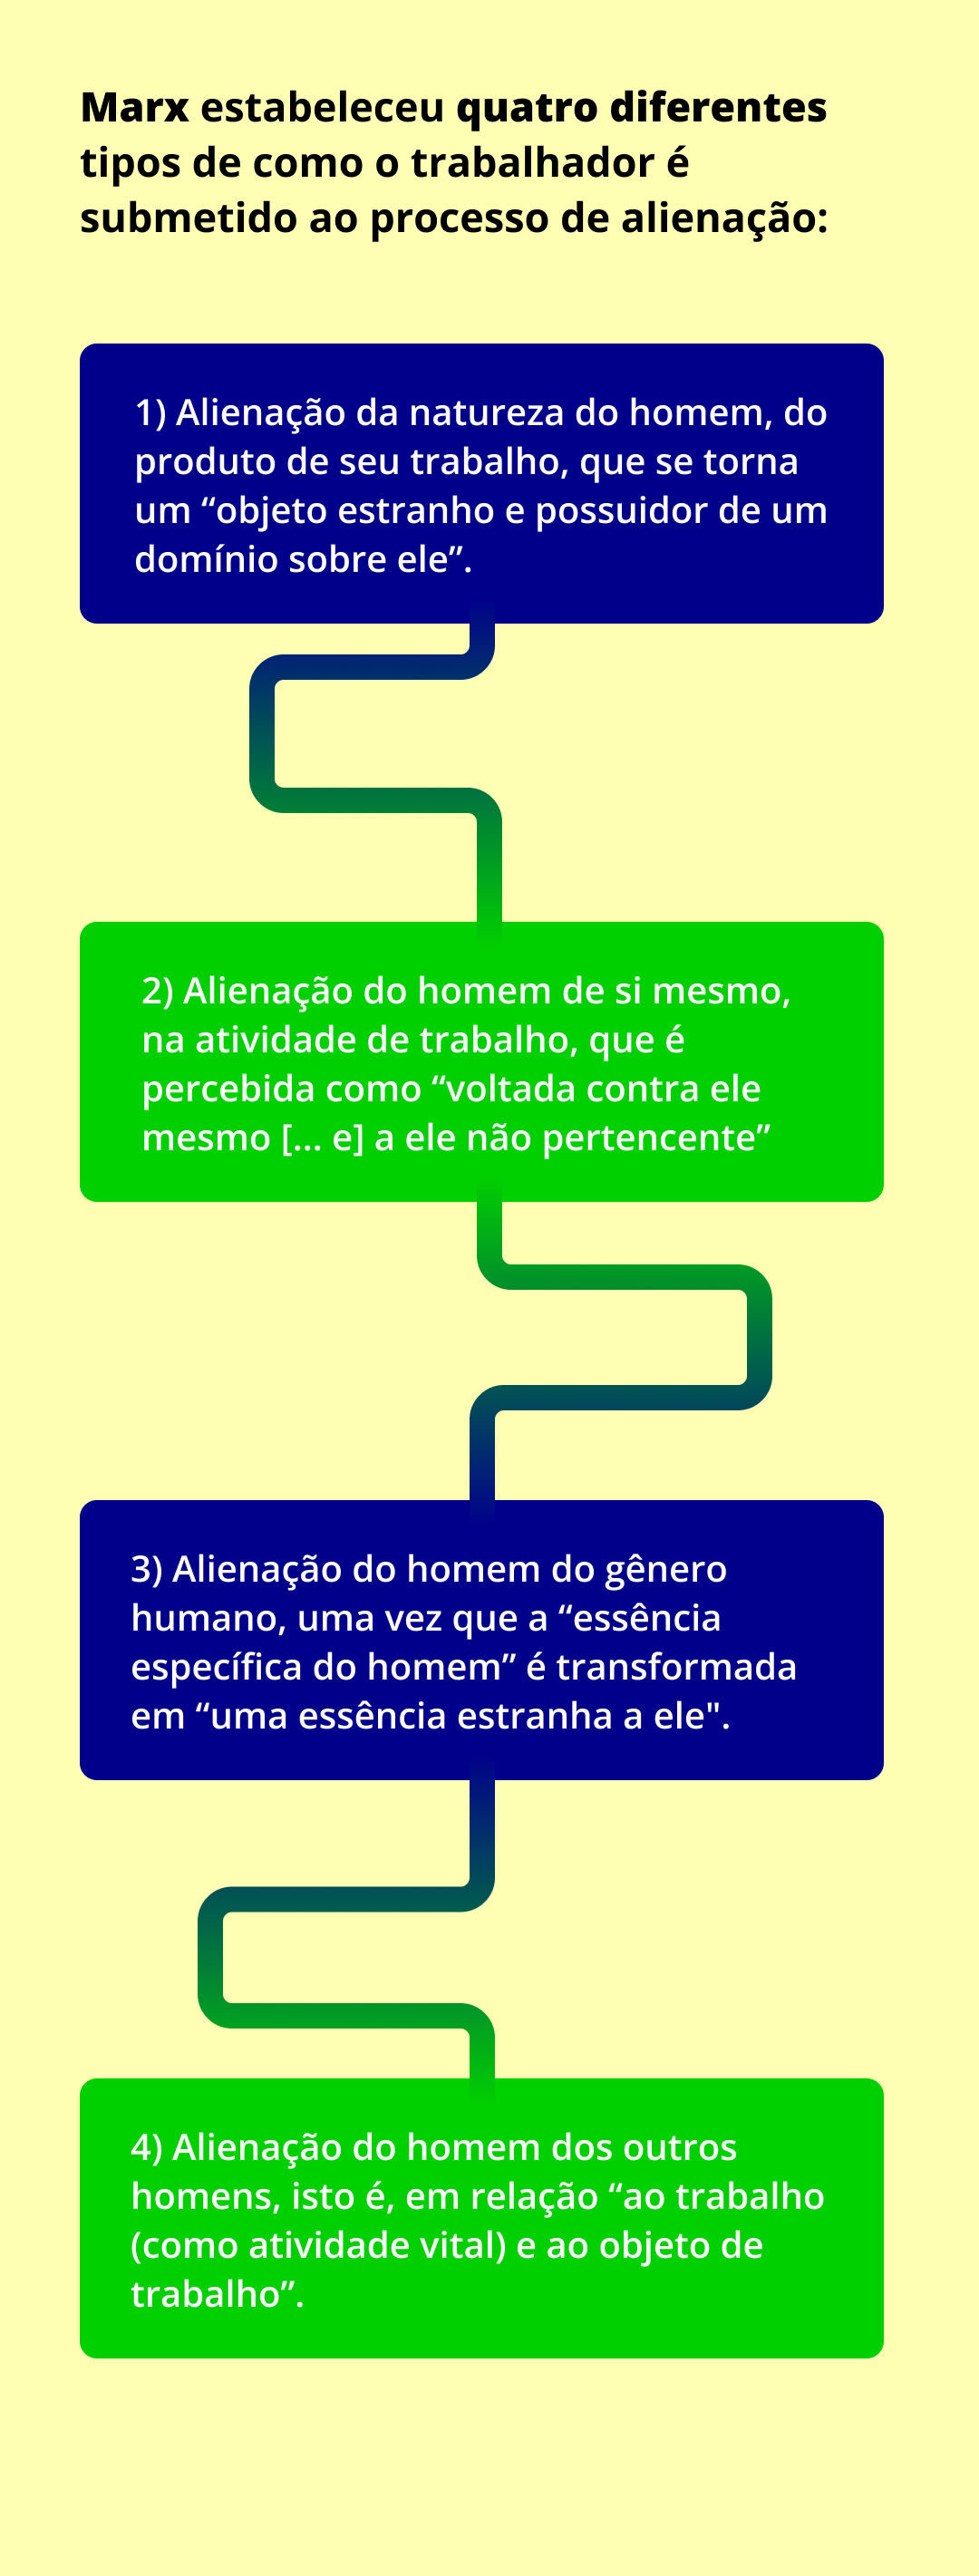 Marx estabeleceu quatro diferentes
tipos de como o trabalhador é
submetido ao processo de alienação:
1) Alienação da natureza do homem, do
produto de seu trabalho, que se torna
um “objeto estranho e possuidor de um
domínio sobre ele”.
2) Alienação do homem de si mesmo,
na atividade de trabalho, que é
percebida como “voltada contra ele
mesmo [... e] a ele não pertencente”
3) Alienação do homem do gênero
humano, uma vez que a “essência
específica do homem” é transformada
em “uma essência estranha a ele".
4) Alienação do homem dos outros
homens, isto é, em relação “ao trabalho
(como atividade vital) e ao objeto de
trabalho”.